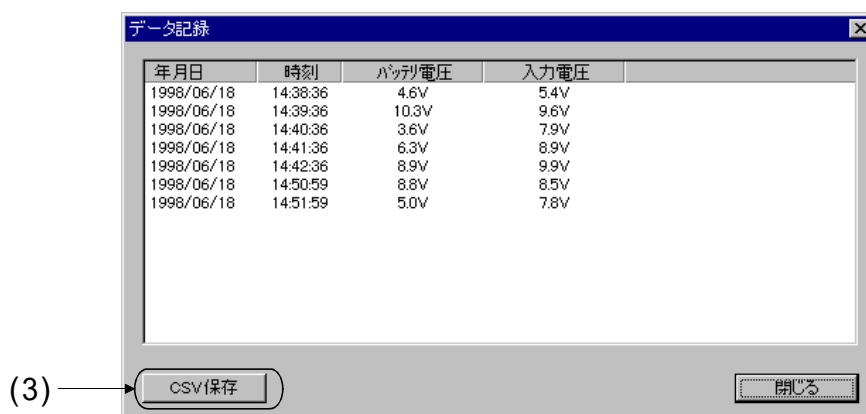 データ記録
年月日 時刻 バッテリ電圧 入力電圧
1998/06/18 14:38:36 4.6V 5.4V
1998/06/18 14:39:36 10.3V 9.6V
1998/06/18 14:40:36 3.6V 7.9V
1998/06/18 14:41:36 6.3V 8.9V
1998/06/18 14:42:36 8.9V 9.9V
1998/06/18 14:50:59 8.8V 8.5V
1998/06/18 14:51:59 5.0V 7.8V
(3) CSV保存 閉じる